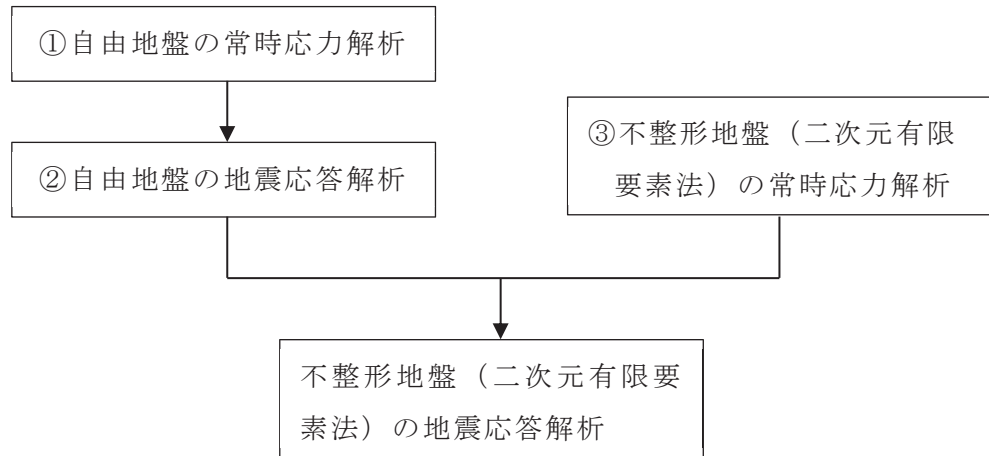 ①自由地盤の常時応力解析
②自由地盤の地震応答解析
③不整形地盤（二次元有限
要素法）の常時応力解析
不整形地盤（二次元有限要
素法）の地震応答解析